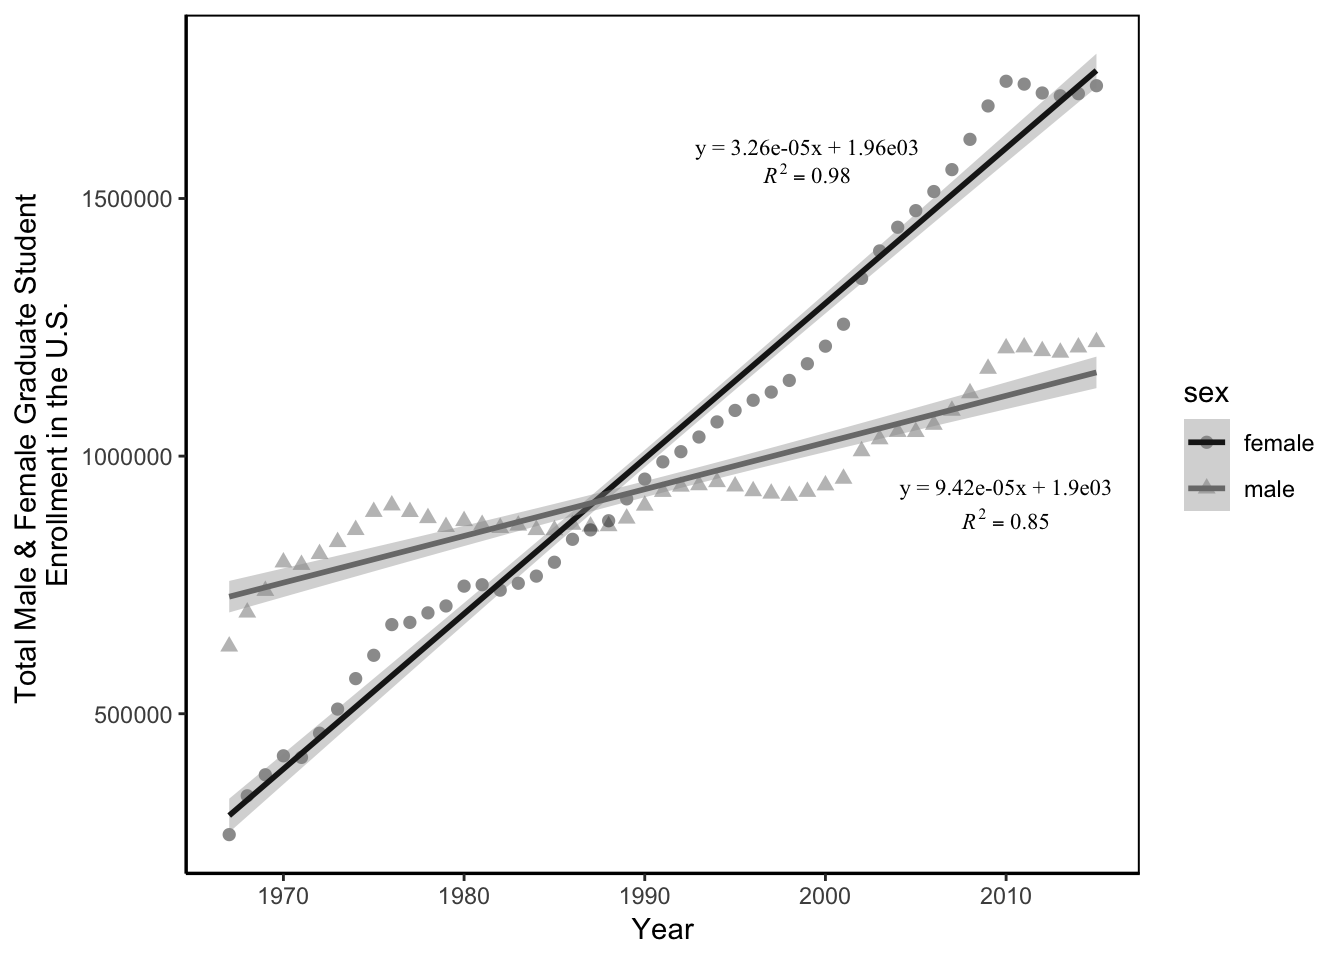 Total Male & Female Graduate Student
Enrollment in the U.S.
1500000
1000000
500000
y = 3.26e-05x + 1.96e03
R² = 0.98
y = 9.42e-05x + 1.9e03
R² = 0.85
1970
1980
1990
2000
2010
Year
sex
female
male